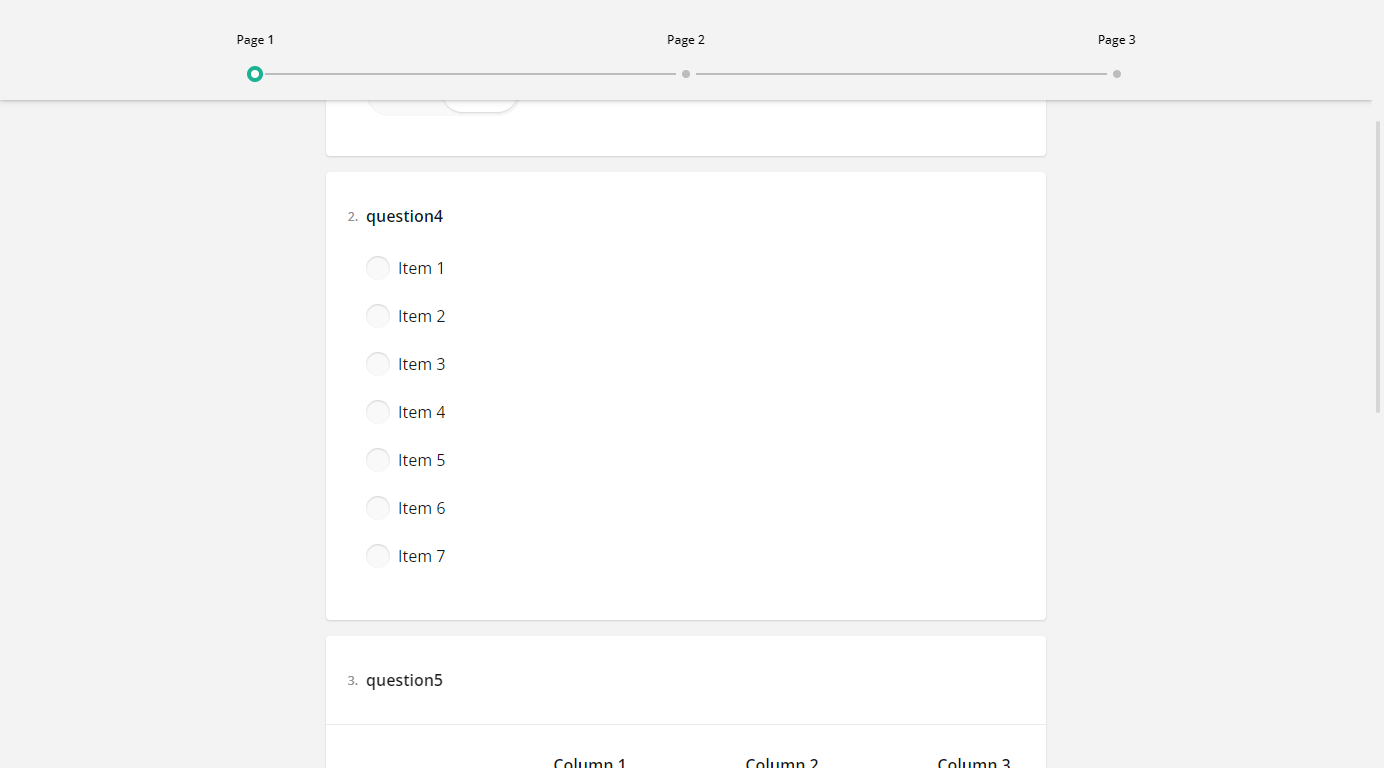 Page 1 Page 2 Page 3
2. question4
Item 1
Item 2
Item 3
Item 4
Item 5
Item 6
Item 7
3. question5
Column 1 Column 2 Column 3